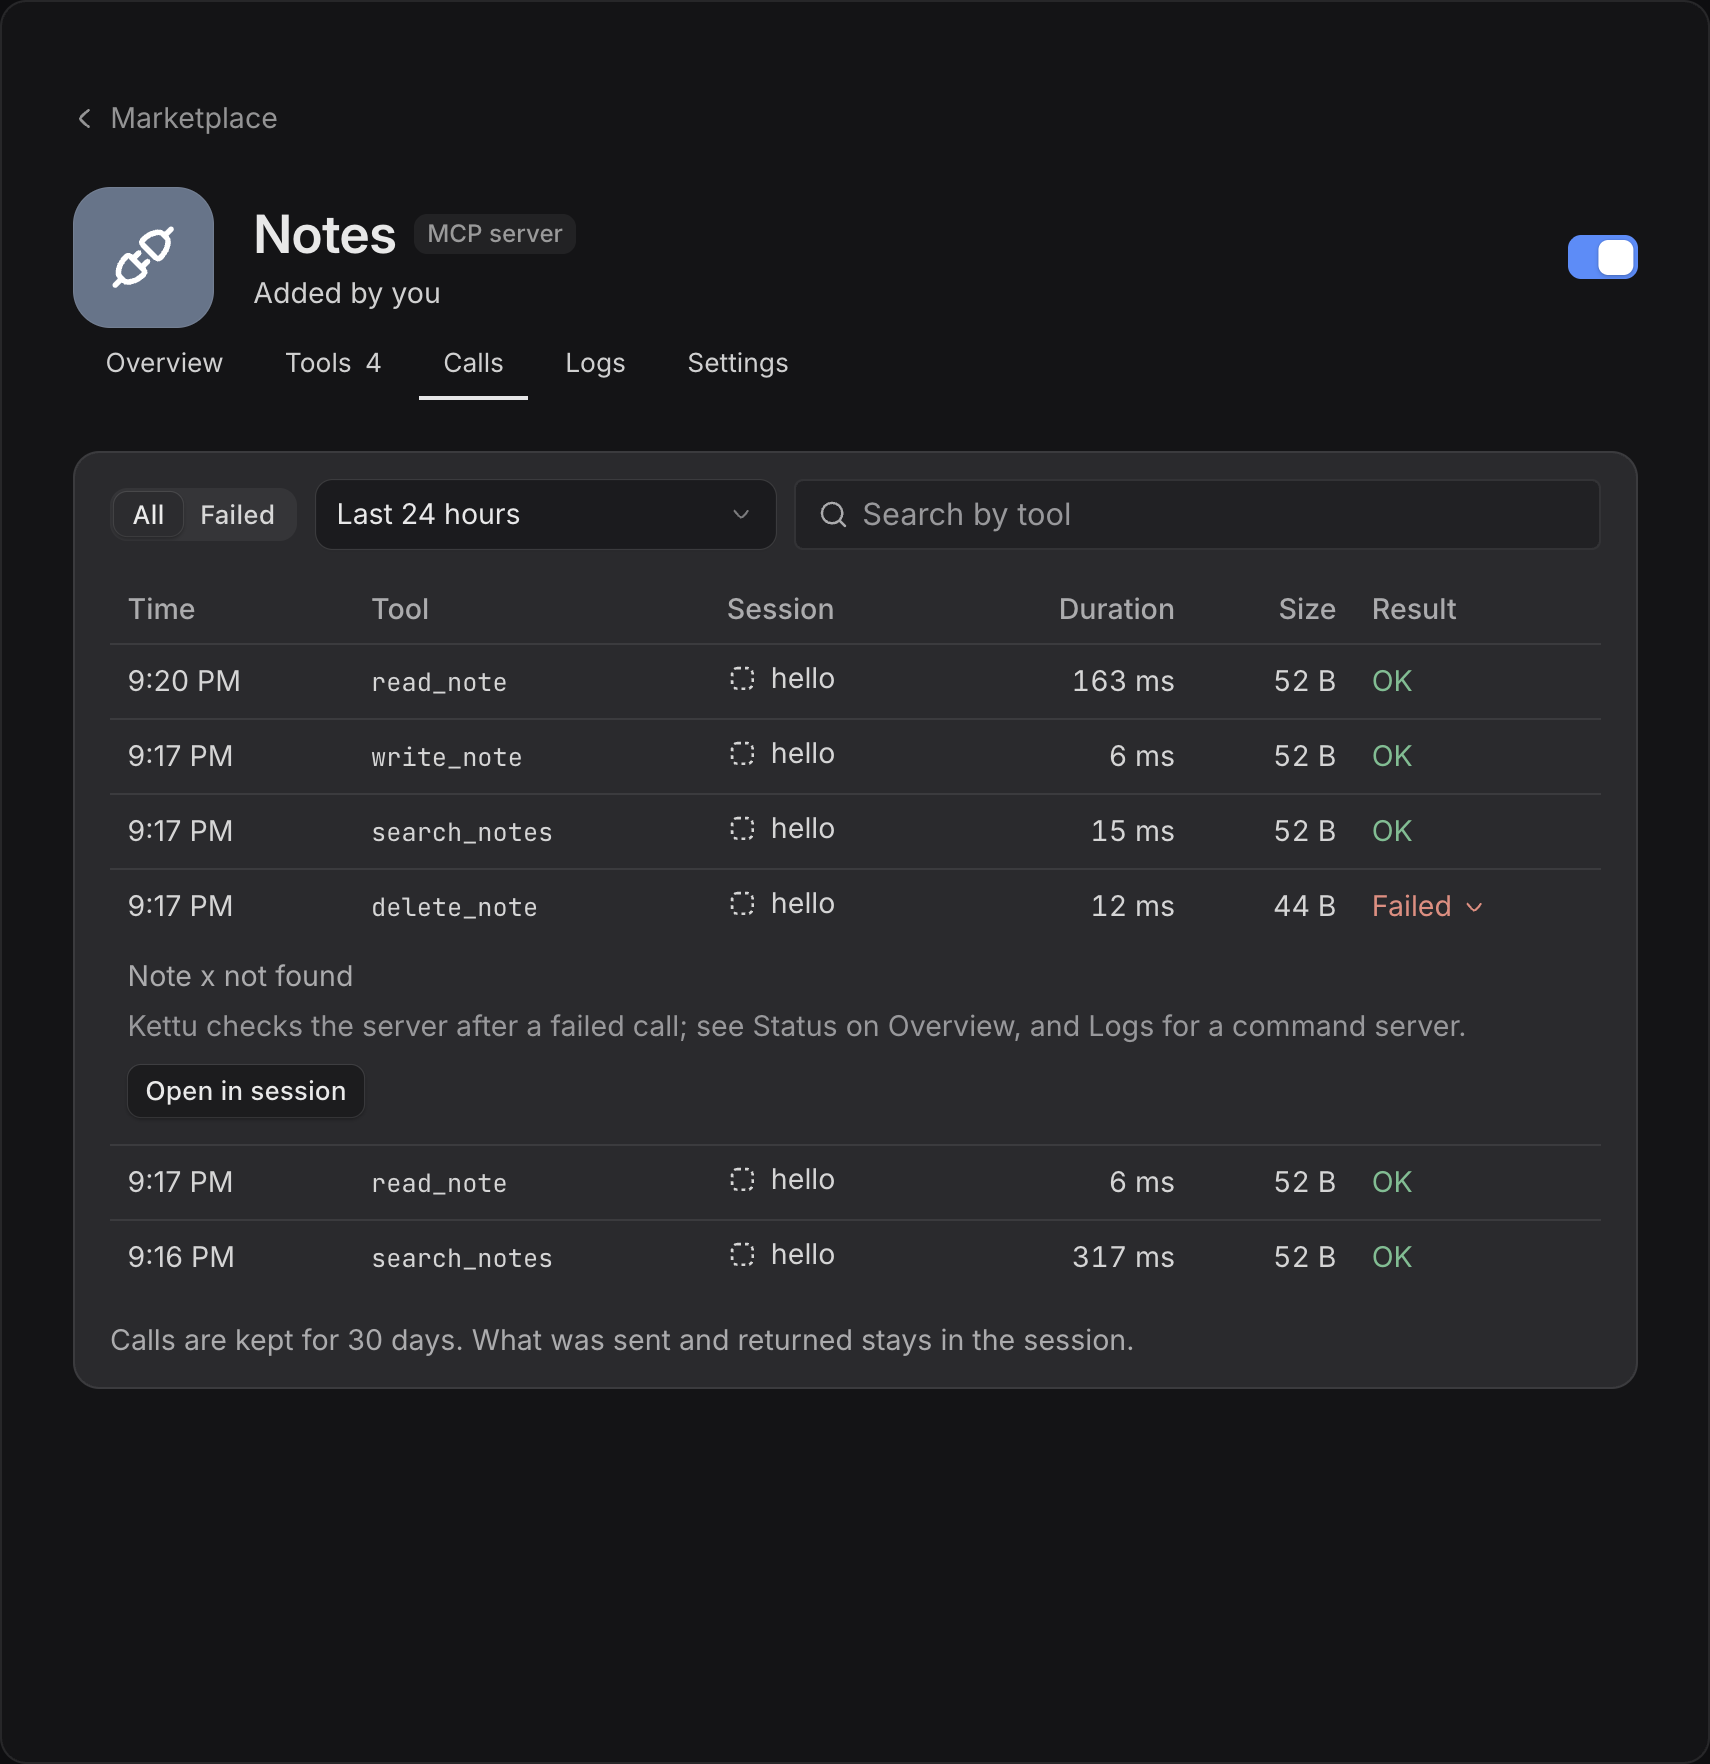 Marketplace
Notes MCP server
Added by you
Overview Tools 4 Calls Logs Settings
All Failed Last 24 hours Search by tool
Time Tool Session Duration Size Result
9:20 PM read_note hello 163 ms 52 B OK
9:17 PM write_note hello 6 ms 52 B OK
9:17 PM search_notes hello 15 ms 52 B OK
9:17 PM delete_note hello 12 ms 44 B Failed
Note x not found
Kettu checks the server after a failed call; see Status on Overview, and Logs for a command server.
Open in session
9:17 PM read_note hello 6 ms 52 B OK
9:16 PM search_notes hello 317 ms 52 B OK
Calls are kept for 30 days. What was sent and returned stays in the session.